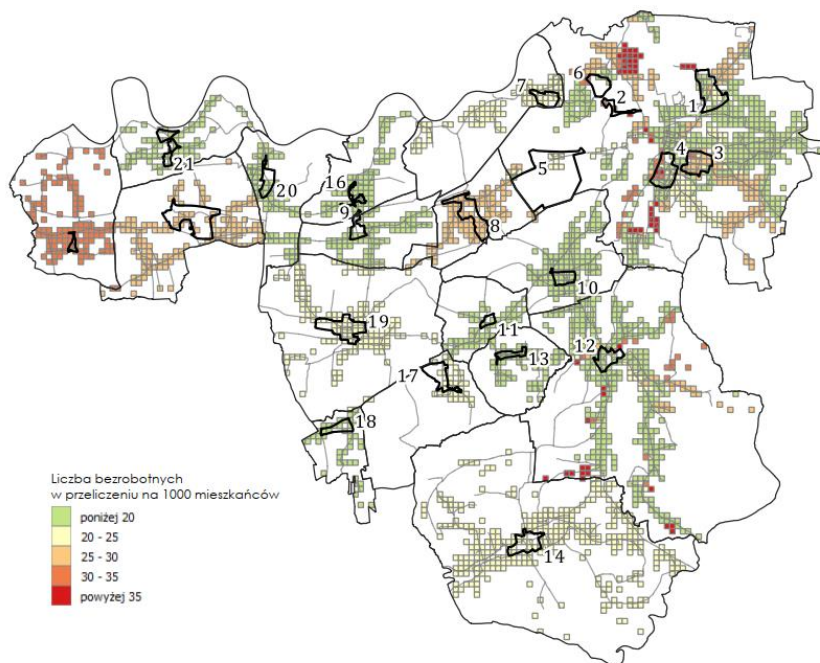 7
6
2
1
4
3
5
21
20
16
9
8
10
19
11
13
12
17
18
14
Liczba bezrobotnych
w przeliczeniu na 1000 mieszkańców
poniżej 20
20 - 25
25 - 30
30 - 35
powyżej 35